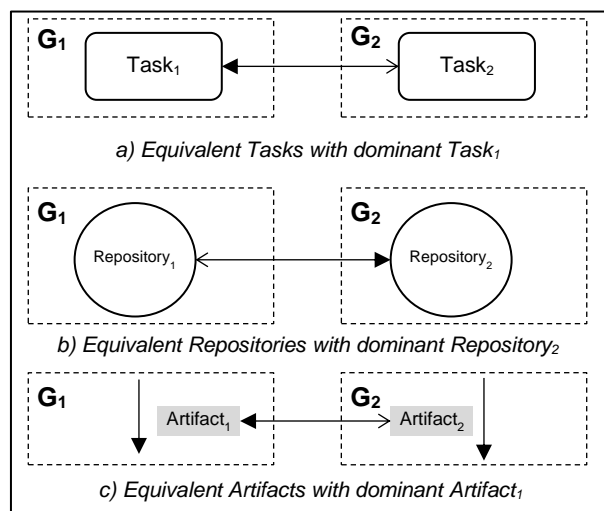 G₁ G₂
Task₁ Task₂
a) Equivalent Tasks with dominant Task₁
G₁ G₂
Repository₁ Repository₂
b) Equivalent Repositories with dominant Repository₂
G₁ G₂
Artifact₁ Artifact₂
c) Equivalent Artifacts with dominant Artifact₁